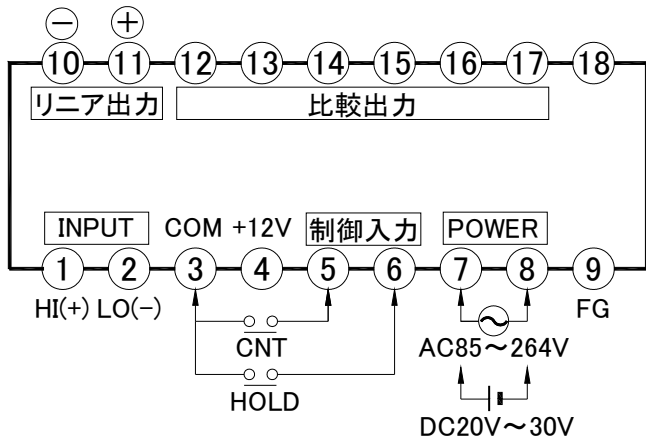 ⊖ ⊕
10 11 12 13 14 15 16 17 18
リニア出力 比較出力
INPUT COM +12V 制御入力 POWER
1 2 3 4 5 6 7 8 9
HI(+) LO(-) FG
CNT
AC85～264V
HOLD
DC20V～30V